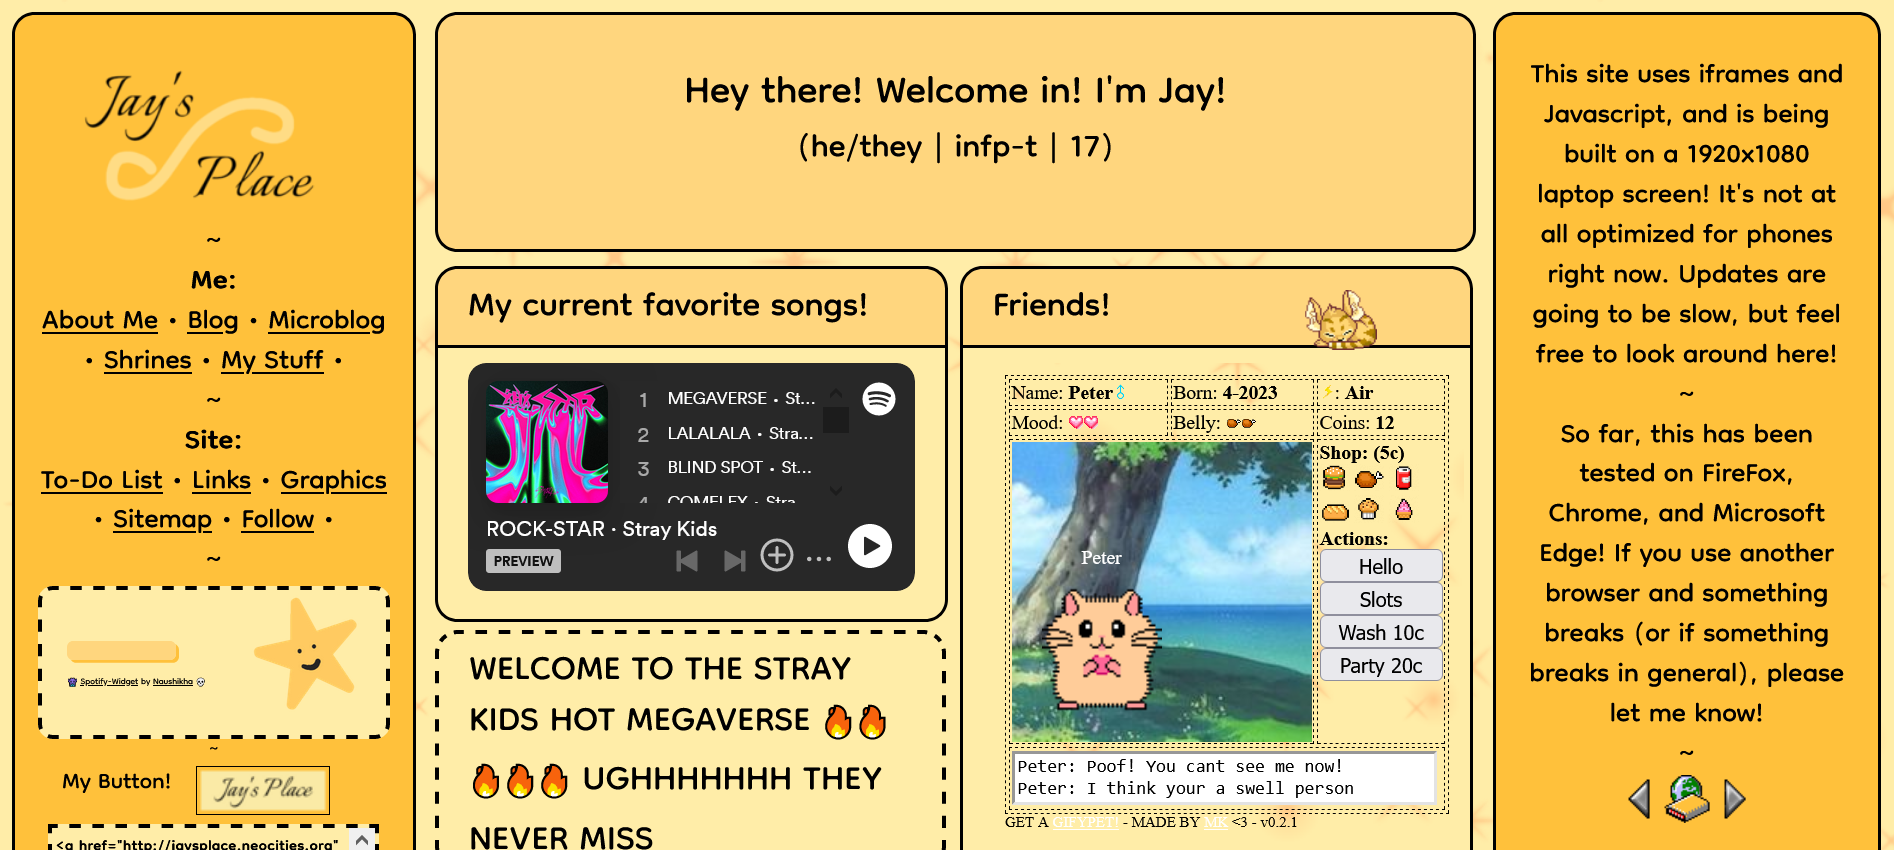 Jay's
Place
~
Me:
About Me • Blog • Microblog
• Shrines • My Stuff •
~
Site:
To-Do List • Links • Graphics
• Sitemap • Follow •
~
Spotify-Widget by Naushikha
~
My Button!
Jay's Place
<a href="http://jaysplace.neocities.org"
Hey there! Welcome in! I'm Jay!
(he/they | infp-t | 17)
My current favorite songs!
1 MEGAVERSE • St...
2 LALALALA • Stra...
3 BLIND SPOT • St...
4 COMFLEX • Stra...
ROCK-STAR · Stray Kids
PREVIEW
WELCOME TO THE STRAY
KIDS HOT MEGAVERSE 🔥🔥
🔥🔥🔥 UGHHHHHHH THEY
NEVER MISS
Friends!
Name: Peter Born: 4-2023 ⚡: Air
Mood: Belly: Coins: 12
Shop: (5c)
Actions:
Hello
Slots
Wash 10c
Party 20c
Peter
Peter: Poof! You cant see me now!
Peter: I think your a swell person
GET A GIFYPET! - MADE BY MK <3 - v0.2.1
This site uses iframes and
Javascript, and is being
built on a 1920x1080
laptop screen! It's not at
all optimized for phones
right now. Updates are
going to be slow, but feel
free to look around here!
~
So far, this has been
tested on FireFox,
Chrome, and Microsoft
Edge! If you use another
browser and something
breaks (or if something
breaks in general), please
let me know!
~